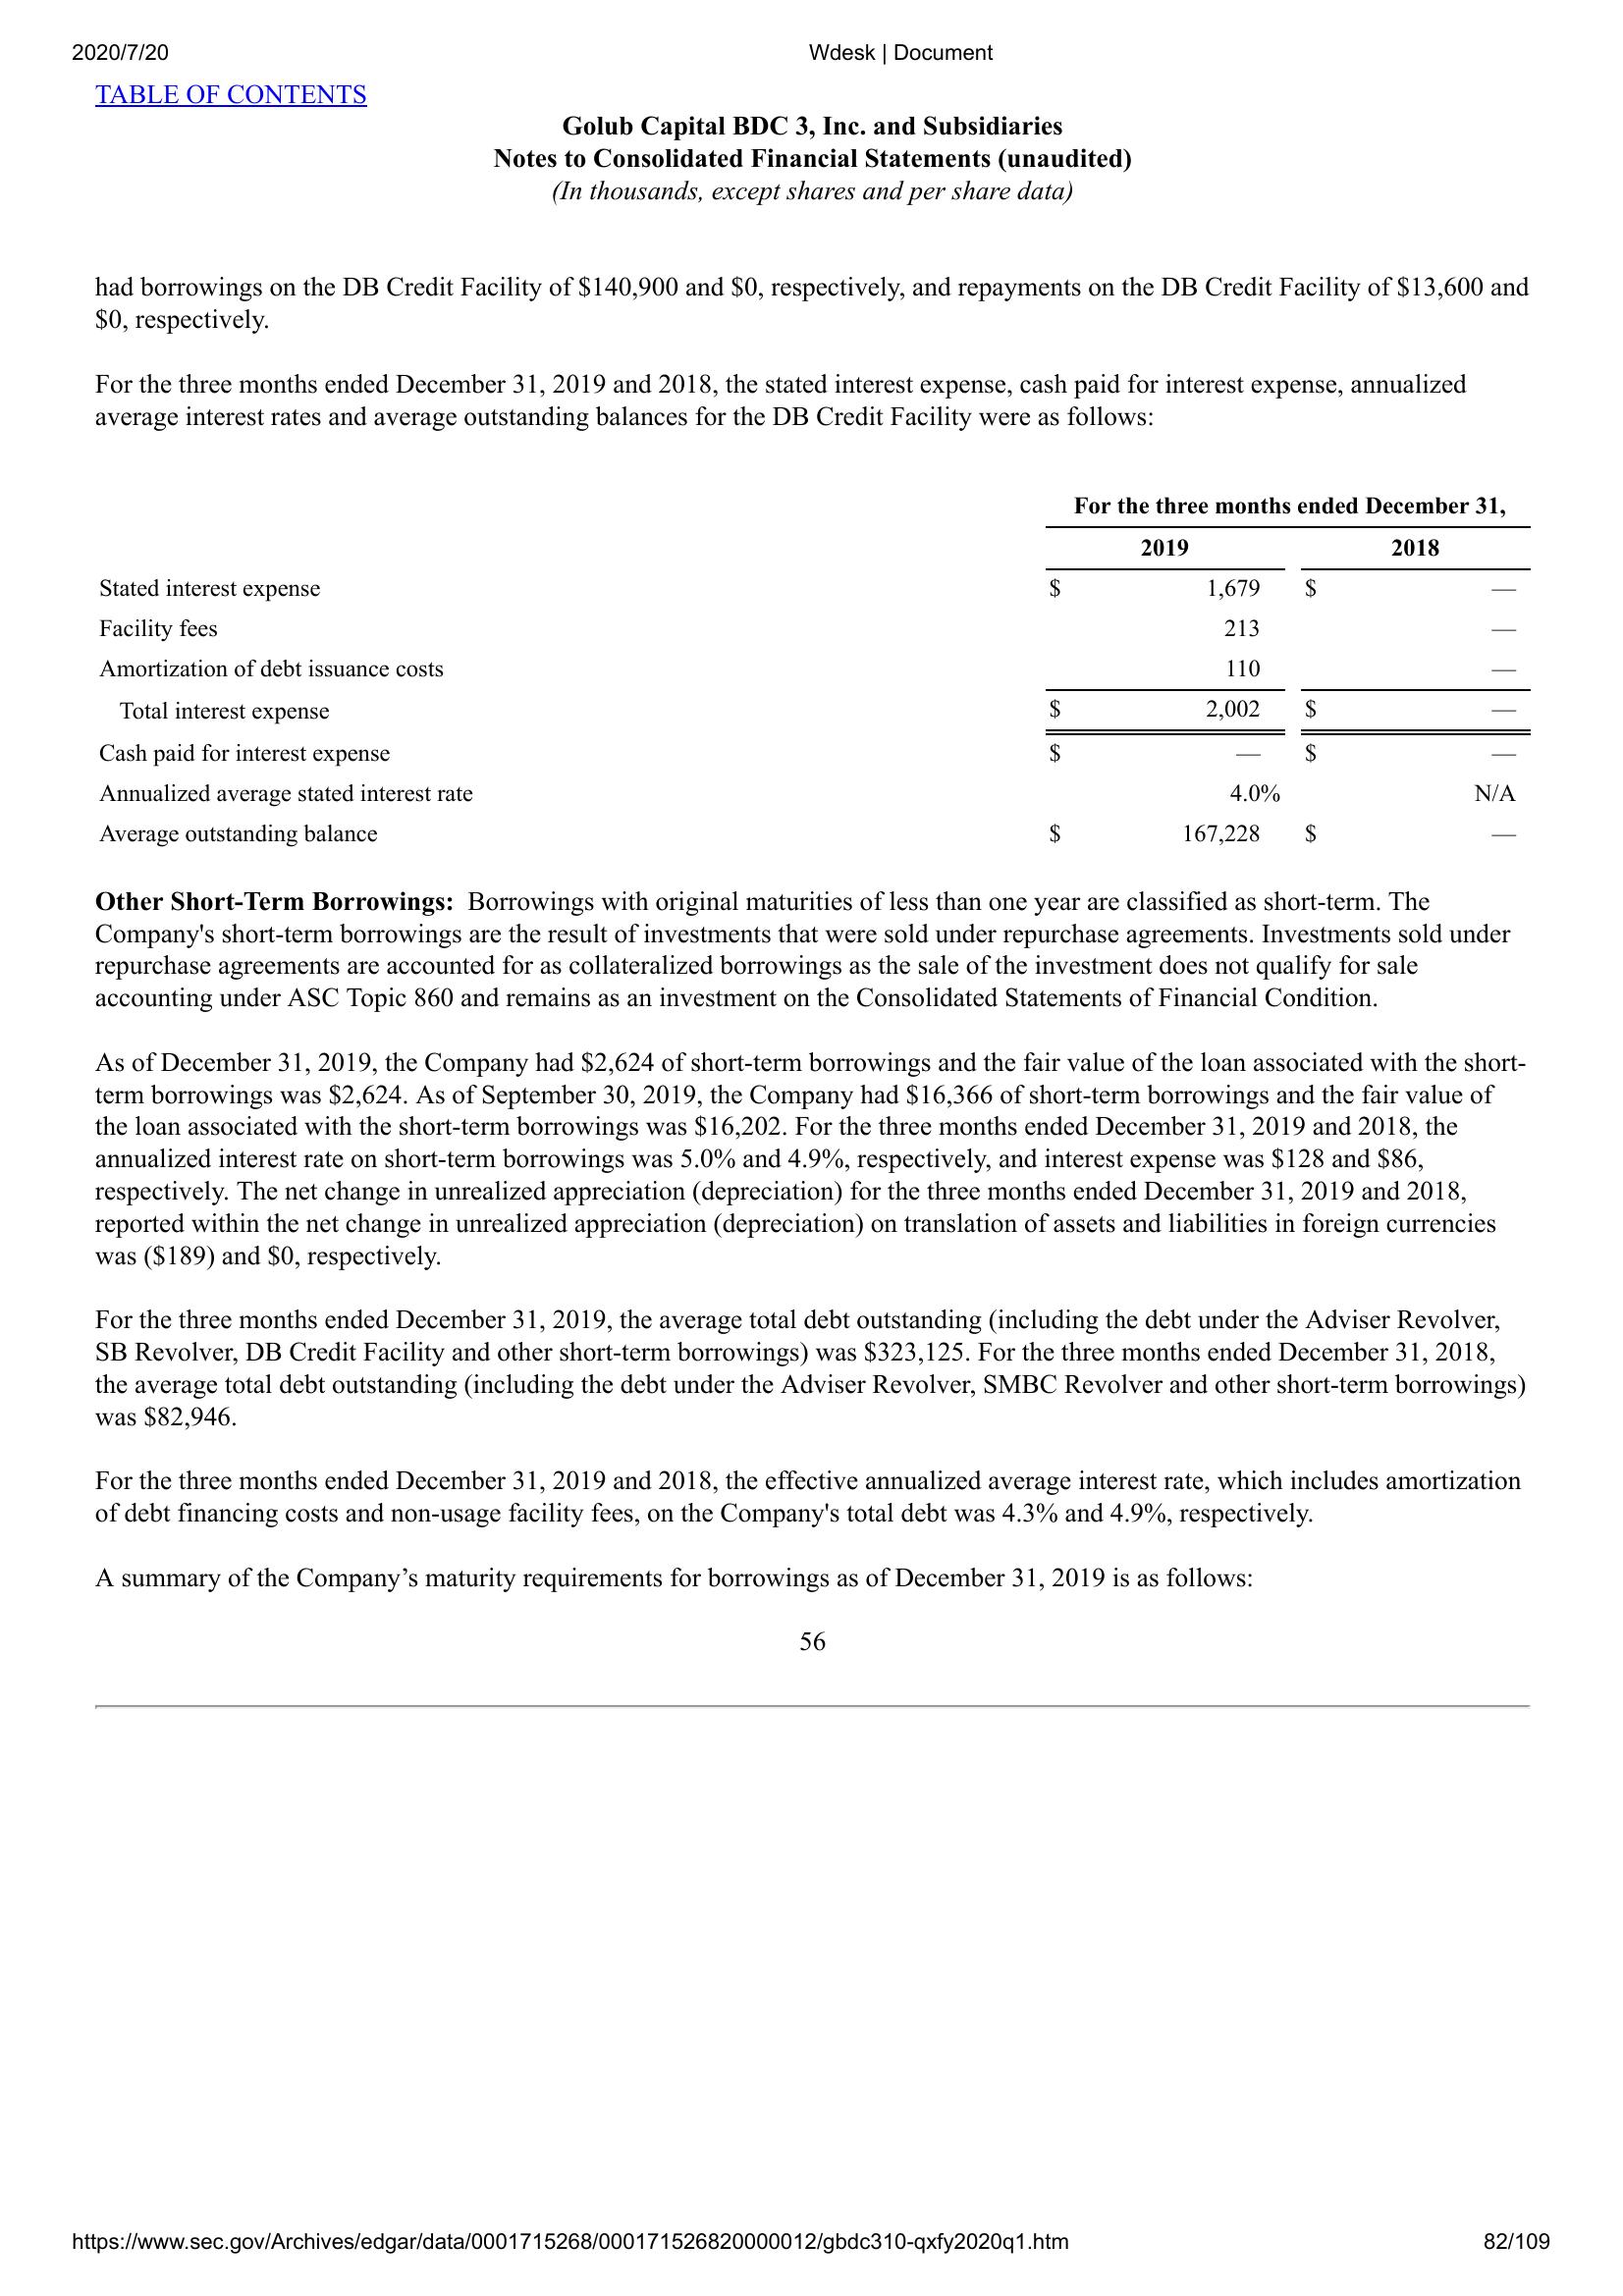 2020/7/20 Wdesk | Document
TABLE OF CONTENTS
Golub Capital BDC 3, Inc. and Subsidiaries
Notes to Consolidated Financial Statements (unaudited)
(In thousands, except shares and per share data)
had borrowings on the DB Credit Facility of $140,900 and $0, respectively, and repayments on the DB Credit Facility of $13,600 and
$0, respectively.
For the three months ended December 31, 2019 and 2018, the stated interest expense, cash paid for interest expense, annualized
average interest rates and average outstanding balances for the DB Credit Facility were as follows:
For the three months ended December 31,
2019 2018
Stated interest expense $ 1,679 $ —
Facility fees 213 —
Amortization of debt issuance costs 110 —
Total interest expense $ 2,002 $ —
Cash paid for interest expense $ — $ —
Annualized average stated interest rate 4.0% N/A
Average outstanding balance $ 167,228 $ —
Other Short-Term Borrowings: Borrowings with original maturities of less than one year are classified as short-term. The
Company's short-term borrowings are the result of investments that were sold under repurchase agreements. Investments sold under
repurchase agreements are accounted for as collateralized borrowings as the sale of the investment does not qualify for sale
accounting under ASC Topic 860 and remains as an investment on the Consolidated Statements of Financial Condition.
As of December 31, 2019, the Company had $2,624 of short-term borrowings and the fair value of the loan associated with the short-
term borrowings was $2,624. As of September 30, 2019, the Company had $16,366 of short-term borrowings and the fair value of
the loan associated with the short-term borrowings was $16,202. For the three months ended December 31, 2019 and 2018, the
annualized interest rate on short-term borrowings was 5.0% and 4.9%, respectively, and interest expense was $128 and $86,
respectively. The net change in unrealized appreciation (depreciation) for the three months ended December 31, 2019 and 2018,
reported within the net change in unrealized appreciation (depreciation) on translation of assets and liabilities in foreign currencies
was ($189) and $0, respectively.
For the three months ended December 31, 2019, the average total debt outstanding (including the debt under the Adviser Revolver,
SB Revolver, DB Credit Facility and other short-term borrowings) was $323,125. For the three months ended December 31, 2018,
the average total debt outstanding (including the debt under the Adviser Revolver, SMBC Revolver and other short-term borrowings)
was $82,946.
For the three months ended December 31, 2019 and 2018, the effective annualized average interest rate, which includes amortization
of debt financing costs and non-usage facility fees, on the Company's total debt was 4.3% and 4.9%, respectively.
A summary of the Company’s maturity requirements for borrowings as of December 31, 2019 is as follows:
56
https://www.sec.gov/Archives/edgar/data/0001715268/000171526820000012/gbdc310-qxfy2020q1.htm 82/109